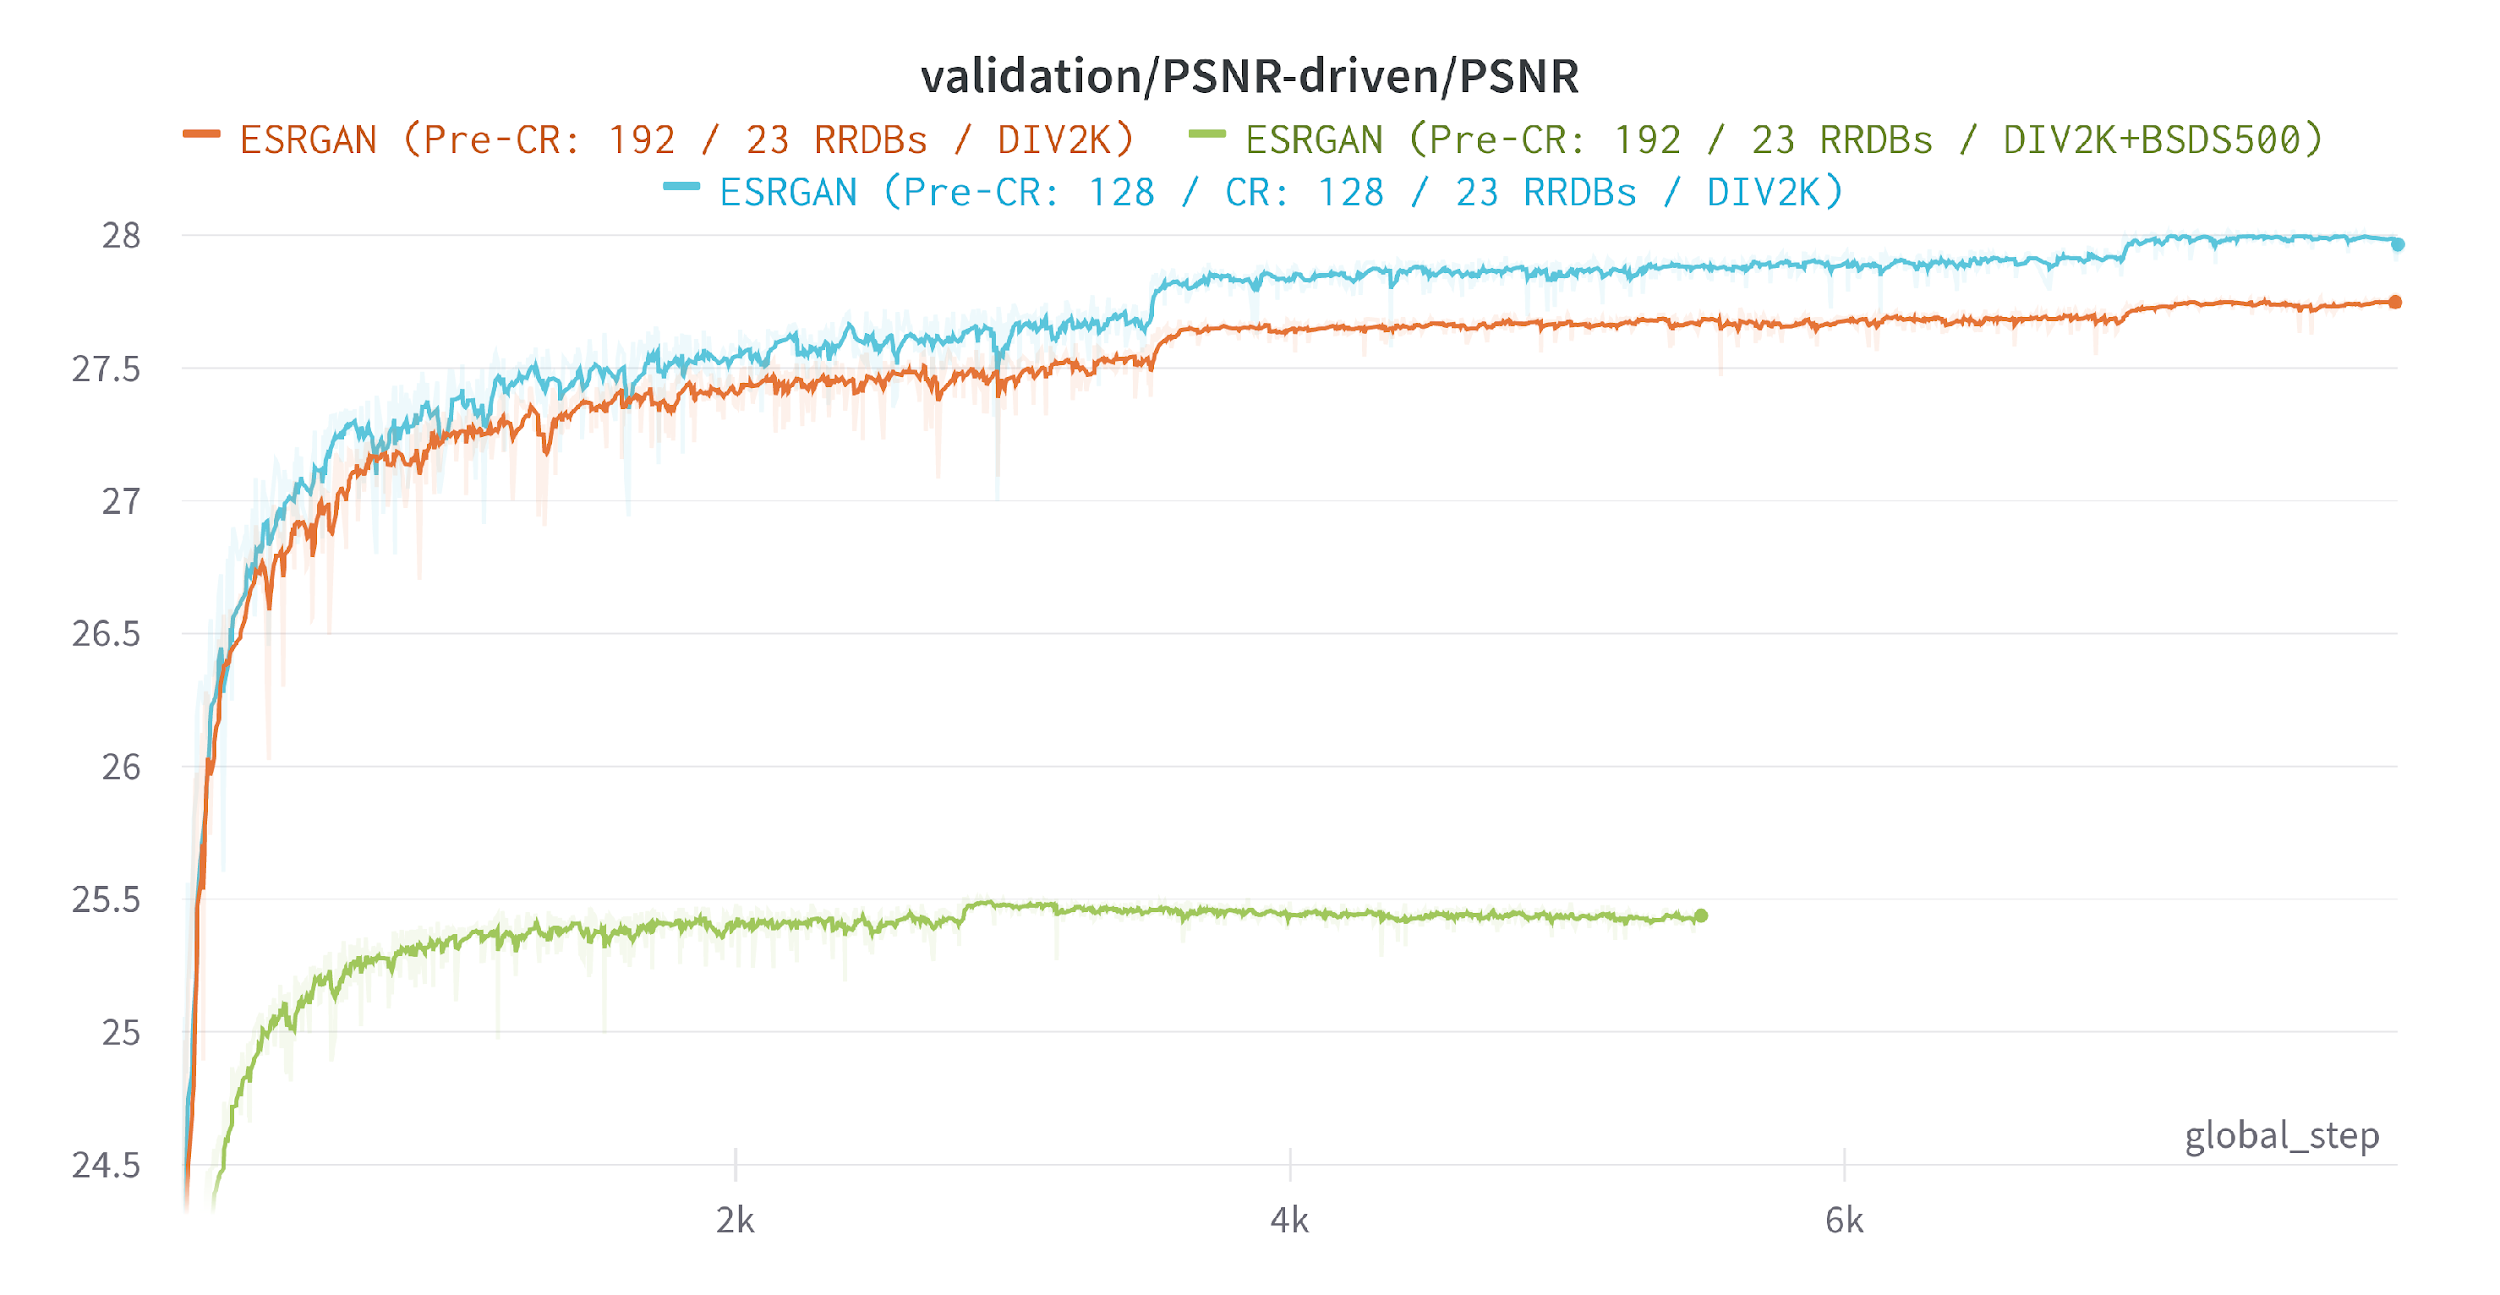 validation/PSNR-driven/PSNR
ESRGAN (Pre-CR: 192 / 23 RRDBs / DIV2K) ESRGAN (Pre-CR: 192 / 23 RRDBs / DIV2K+BSDS500)
ESRGAN (Pre-CR: 128 / CR: 128 / 23 RRDBs / DIV2K)
28
27.5
27
26.5
26
25.5
25
24.5
global_step
2k 4k 6k